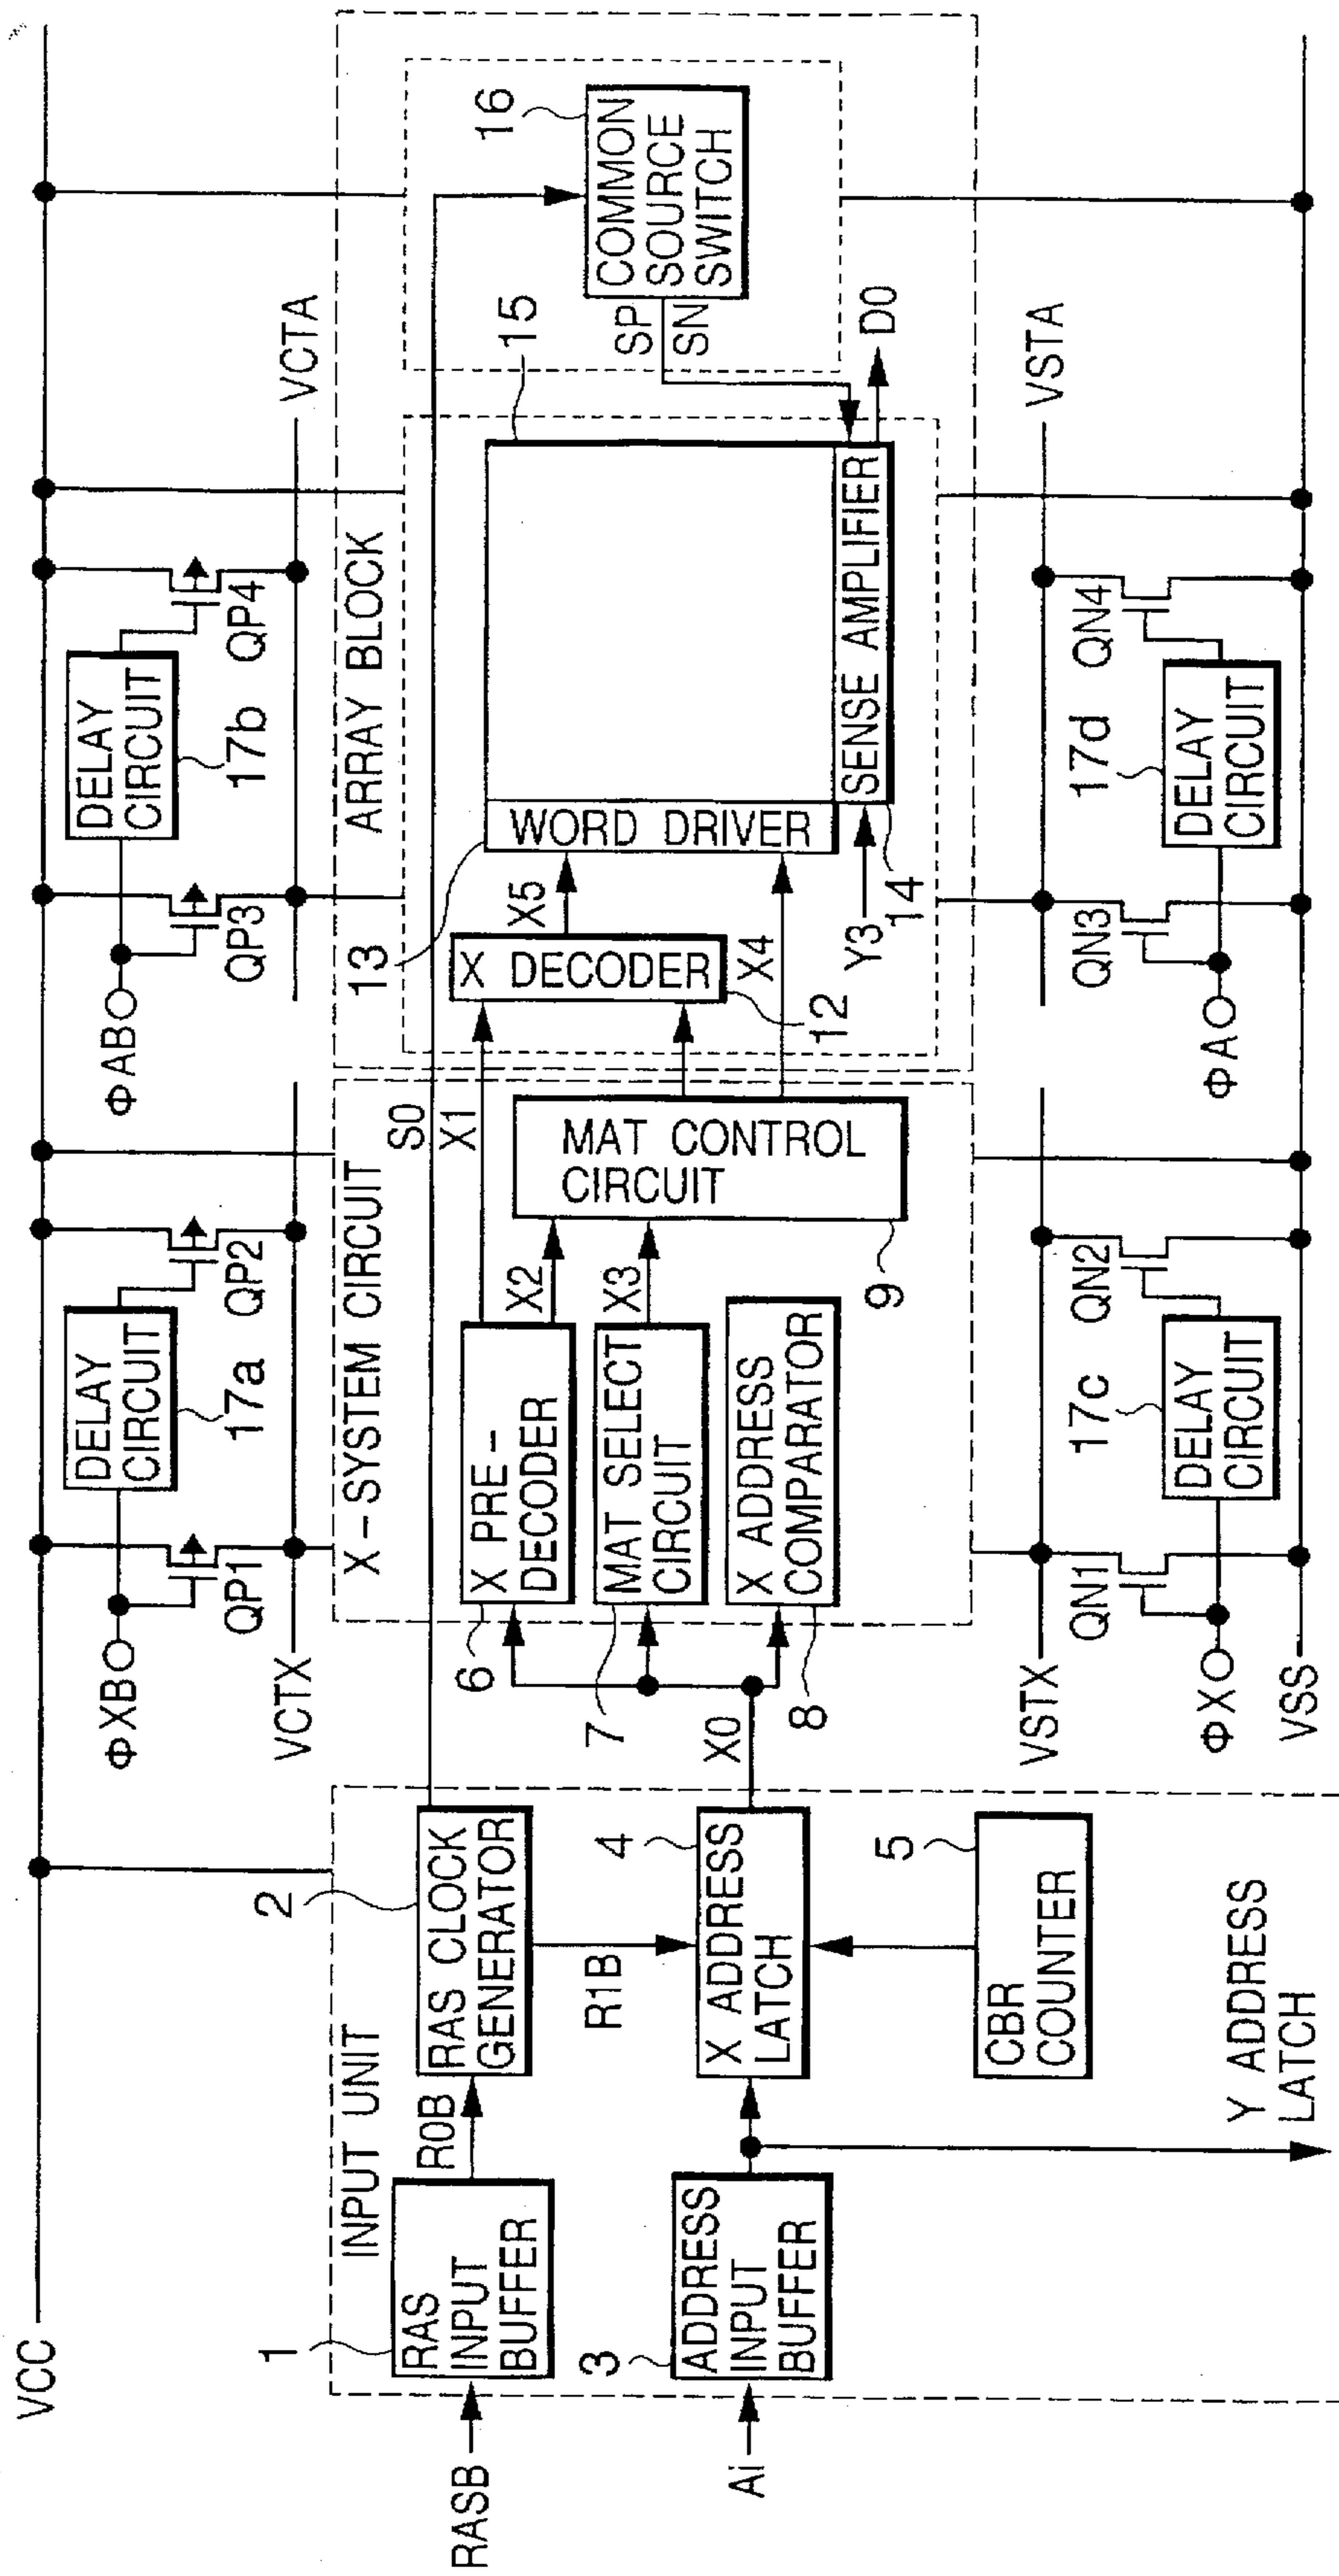 VCC
ΦXB
DELAY
CIRCUIT
17a
QP1
QP2
VCTX
ΦAB
DELAY
CIRCUIT
17b
QP3
QP4
VCTA
INPUT UNIT
1
RAS
INPUT
BUFFER
RASB
R0B
2
RAS CLOCK
GENERATOR
R1B
3
ADDRESS
INPUT
BUFFER
Ai
4
X ADDRESS
LATCH
5
CBR
COUNTER
Y ADDRESS
LATCH
X0
X-SYSTEM CIRCUIT
6
X PRE-
DECODER
7
MAT SELECT
CIRCUIT
8
X ADDRESS
COMPARATOR
X2
X3
MAT CONTROL
CIRCUIT
9
S0
X1
ARRAY BLOCK
13
X DECODER
12
X5
X4
WORD DRIVER
Y3
14
SENSE AMPLIFIER
15
D0
SP
SN
16
COMMON
SOURCE
SWITCH
VSTX
QN1
17c
QN2
ΦX
DELAY
CIRCUIT
VSS
VSTA
QN3
17d
QN4
ΦA
DELAY
CIRCUIT